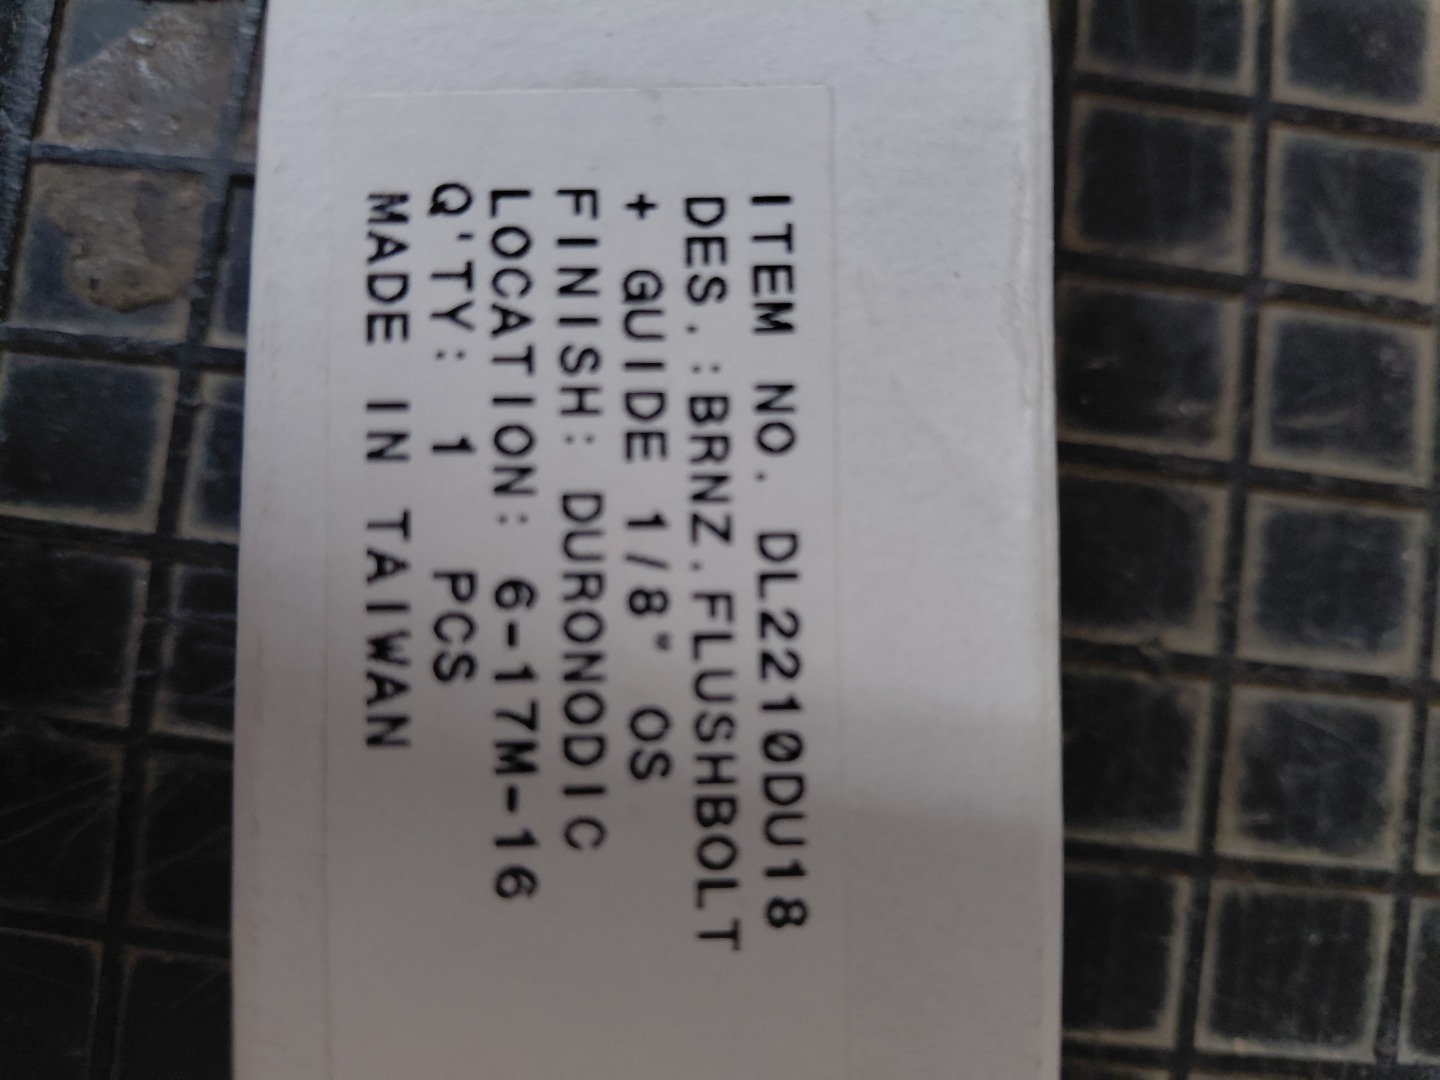 ITEM NO. DL2210DU18
DES.:BRNZ.FLUSHBOLT
+ GUIDE 1/8" OS
FINISH: DURONODIC
LOCATION: 6-17M-16
Q'TY: 1 PCS
MADE IN TAIWAN